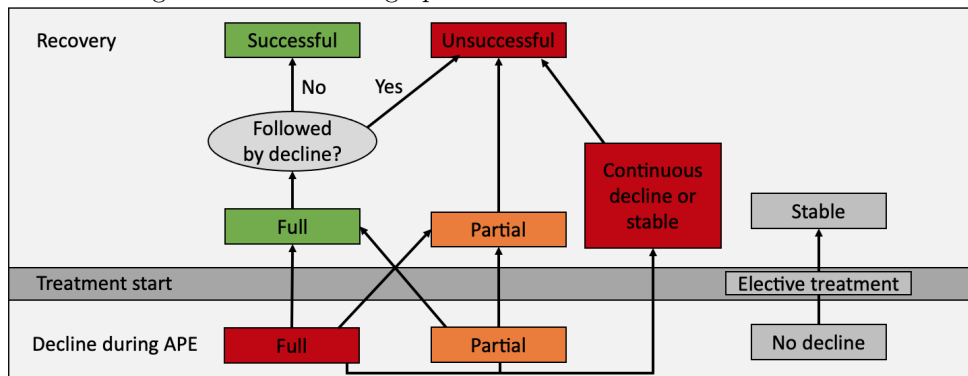 Recovery
Successful
Unsuccessful
No
Yes
Followed
by decline?
Continuous
decline or
stable
Full
Partial
Stable
Treatment start
Elective treatment
Decline during APE
Full
Partial
No decline